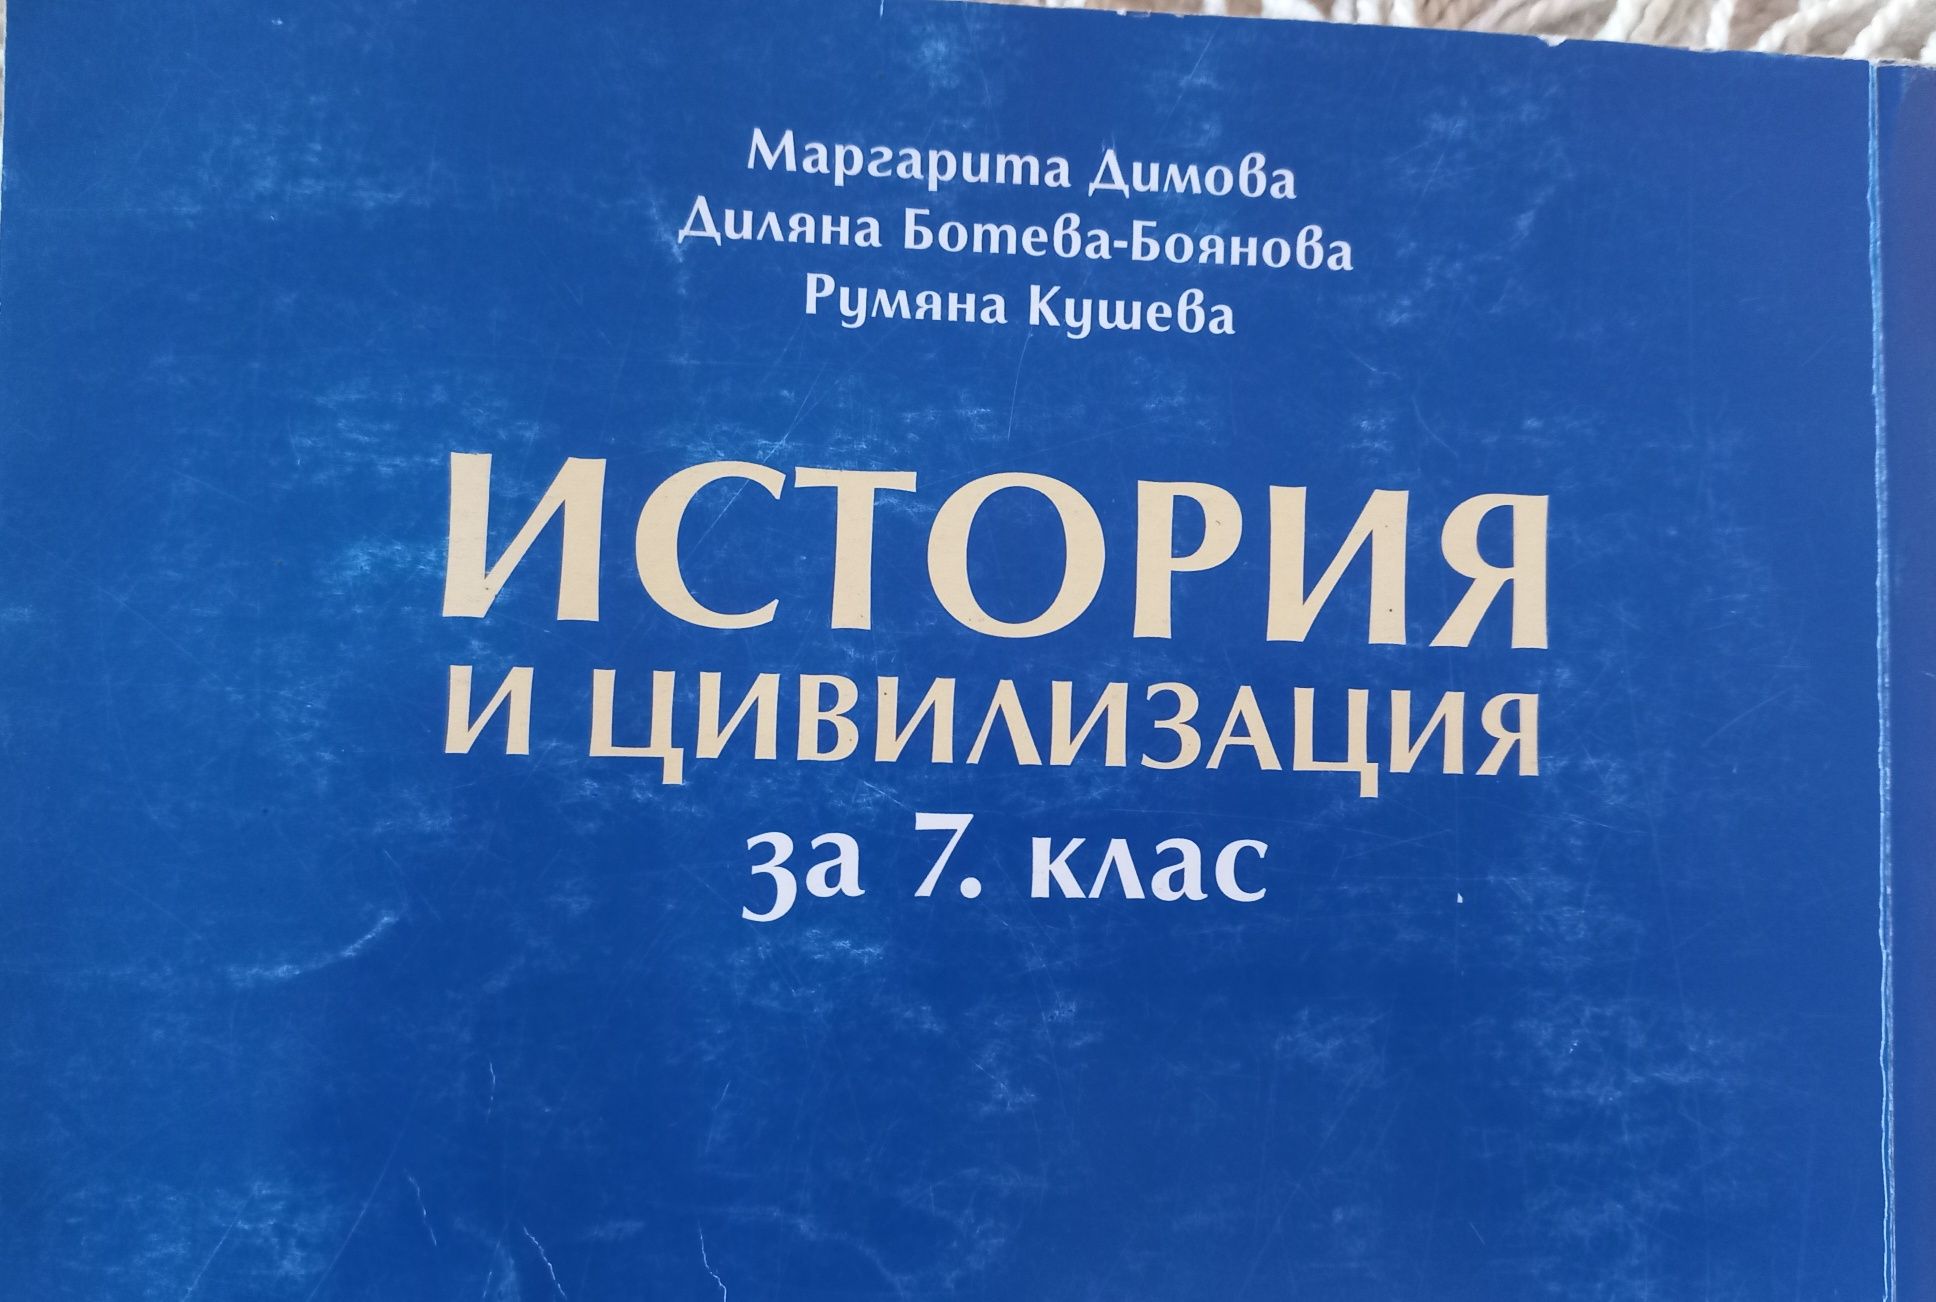 Маргарита Димова
Диляна Ботева-Боянова
Румяна Кушева
ИСТОРИЯ
И ЦИВИЛИЗАЦИЯ
за 7. клас